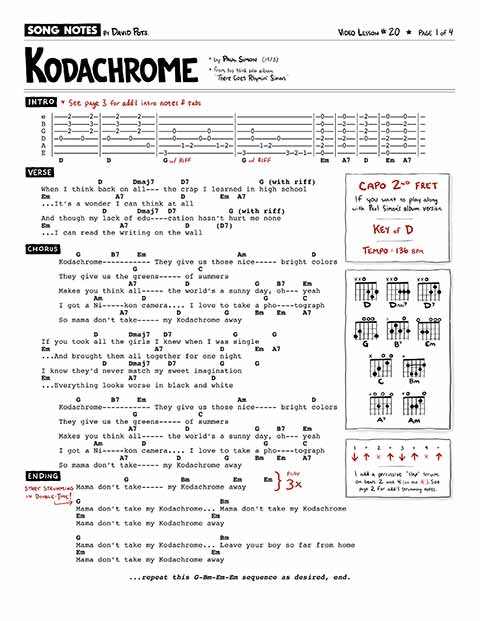 SONG NOTES BY DAVID POTS VIDEO LESSON # 20 ★ PAGE 1 of 4
KODACHROME
• by PAUL SIMON (1973)
• from his third solo album
"There Goes Rhymin' Simon"
INTRO * See page 3 for add'l intro notes & tabs
D D G w/ RIFF G w/ RIFF Em A7 D Em A7 D
VERSE
D Dmaj7 D7 G (with riff)
When I think back on all--- the crap I learned in high school
Em A7 D Em A7
...It's a wonder I can think at all
D Dmaj7 D7 G (with riff)
And though my lack of edu----cation hasn't hurt me none
Em A7 D (D7)
...I can read the writing on the wall
CHORUS
G B7 Em Am D
Kodachrome----------- They give us those nice----- bright colors
G C
They give us the greens----- of summers
Am D G B7 Em
Makes you think all----- the world's a sunny day, oh-- yeah
Am D G C
I got a Ni-----kon camera.... I love to take a pho----tograph
Am D G Bm Em A7
So mama don't take----- my Kodachrome away
D Dmaj7 D7 G G
If you took all the girls I knew when I was single
Em A7 D Em A7
...And brought them all together for one night
D Dmaj7 D7 G G
I know they'd never match my sweet imagination
Em A7 D Em A7
...Everything looks worse in black and white
G B7 Em Am D
Kodachrome----------- They give us those nice----- bright colors
G C
They give us the greens----- of summers
Am D G B7 Em
Makes you think all----- the world's a sunny day, oh-- yeah
Am D G C
I got a Ni-----kon camera.... I love to take a pho----tograph
Am D G
So mama don't take----- my Kodachrome away
ENDING
START STRUMMING IN DOUBLE-TIME!
Bm Em A7 D G Em
Mama don't take----- my Kodachrome away
PLAY 3x
G Bm
Mama don't take my Kodachrome... Mama don't take my Kodachrome
Em Em
Mama don't take my Kodachrome away
G Bm
Mama don't take my Kodachrome... Leave your boy so far from home
Em Em
Mama don't take my Kodachrome away
...repeat this G-Bm-Em-Em sequence as desired, end.
CAPO 2ND FRET
IF you want to play along
with Paul Simon's album version
KEY of D
TEMPO = 136 BPM
D Dmaj7 D7
G B7 Em
C Bm
A7 Am
1 + 2 + 3 + 4 +
I add a percussive "slap" strum
on beats 2 and 4 (in the X). See
page 2 for add'l strumming notes.